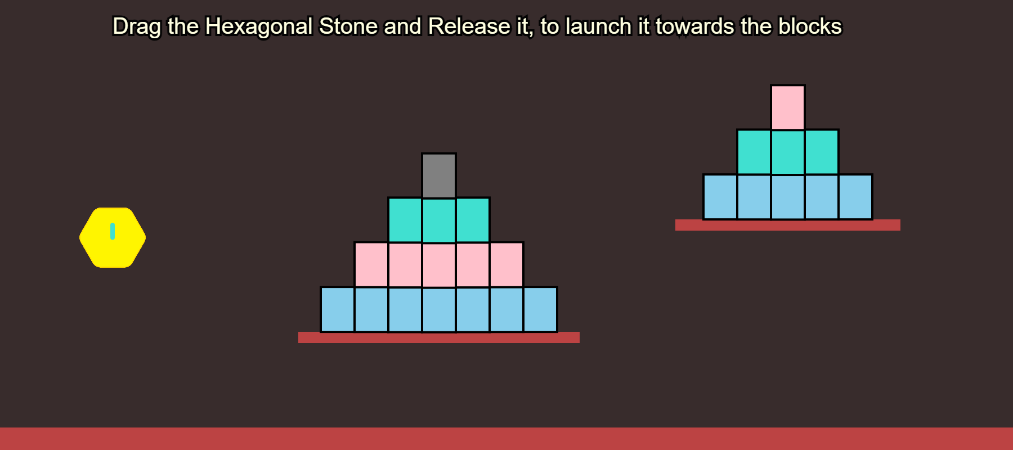 Drag the Hexagonal Stone and Release it, to launch it towards the blocks